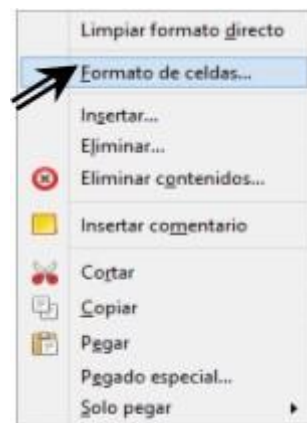 Limpiar formato directo
Formato de celdas...
Insertar...
Eliminar...
Eliminar contenidos...
Insertar comentario
Cortar
Copiar
Pegar
Pegado especial...
Solo pegar